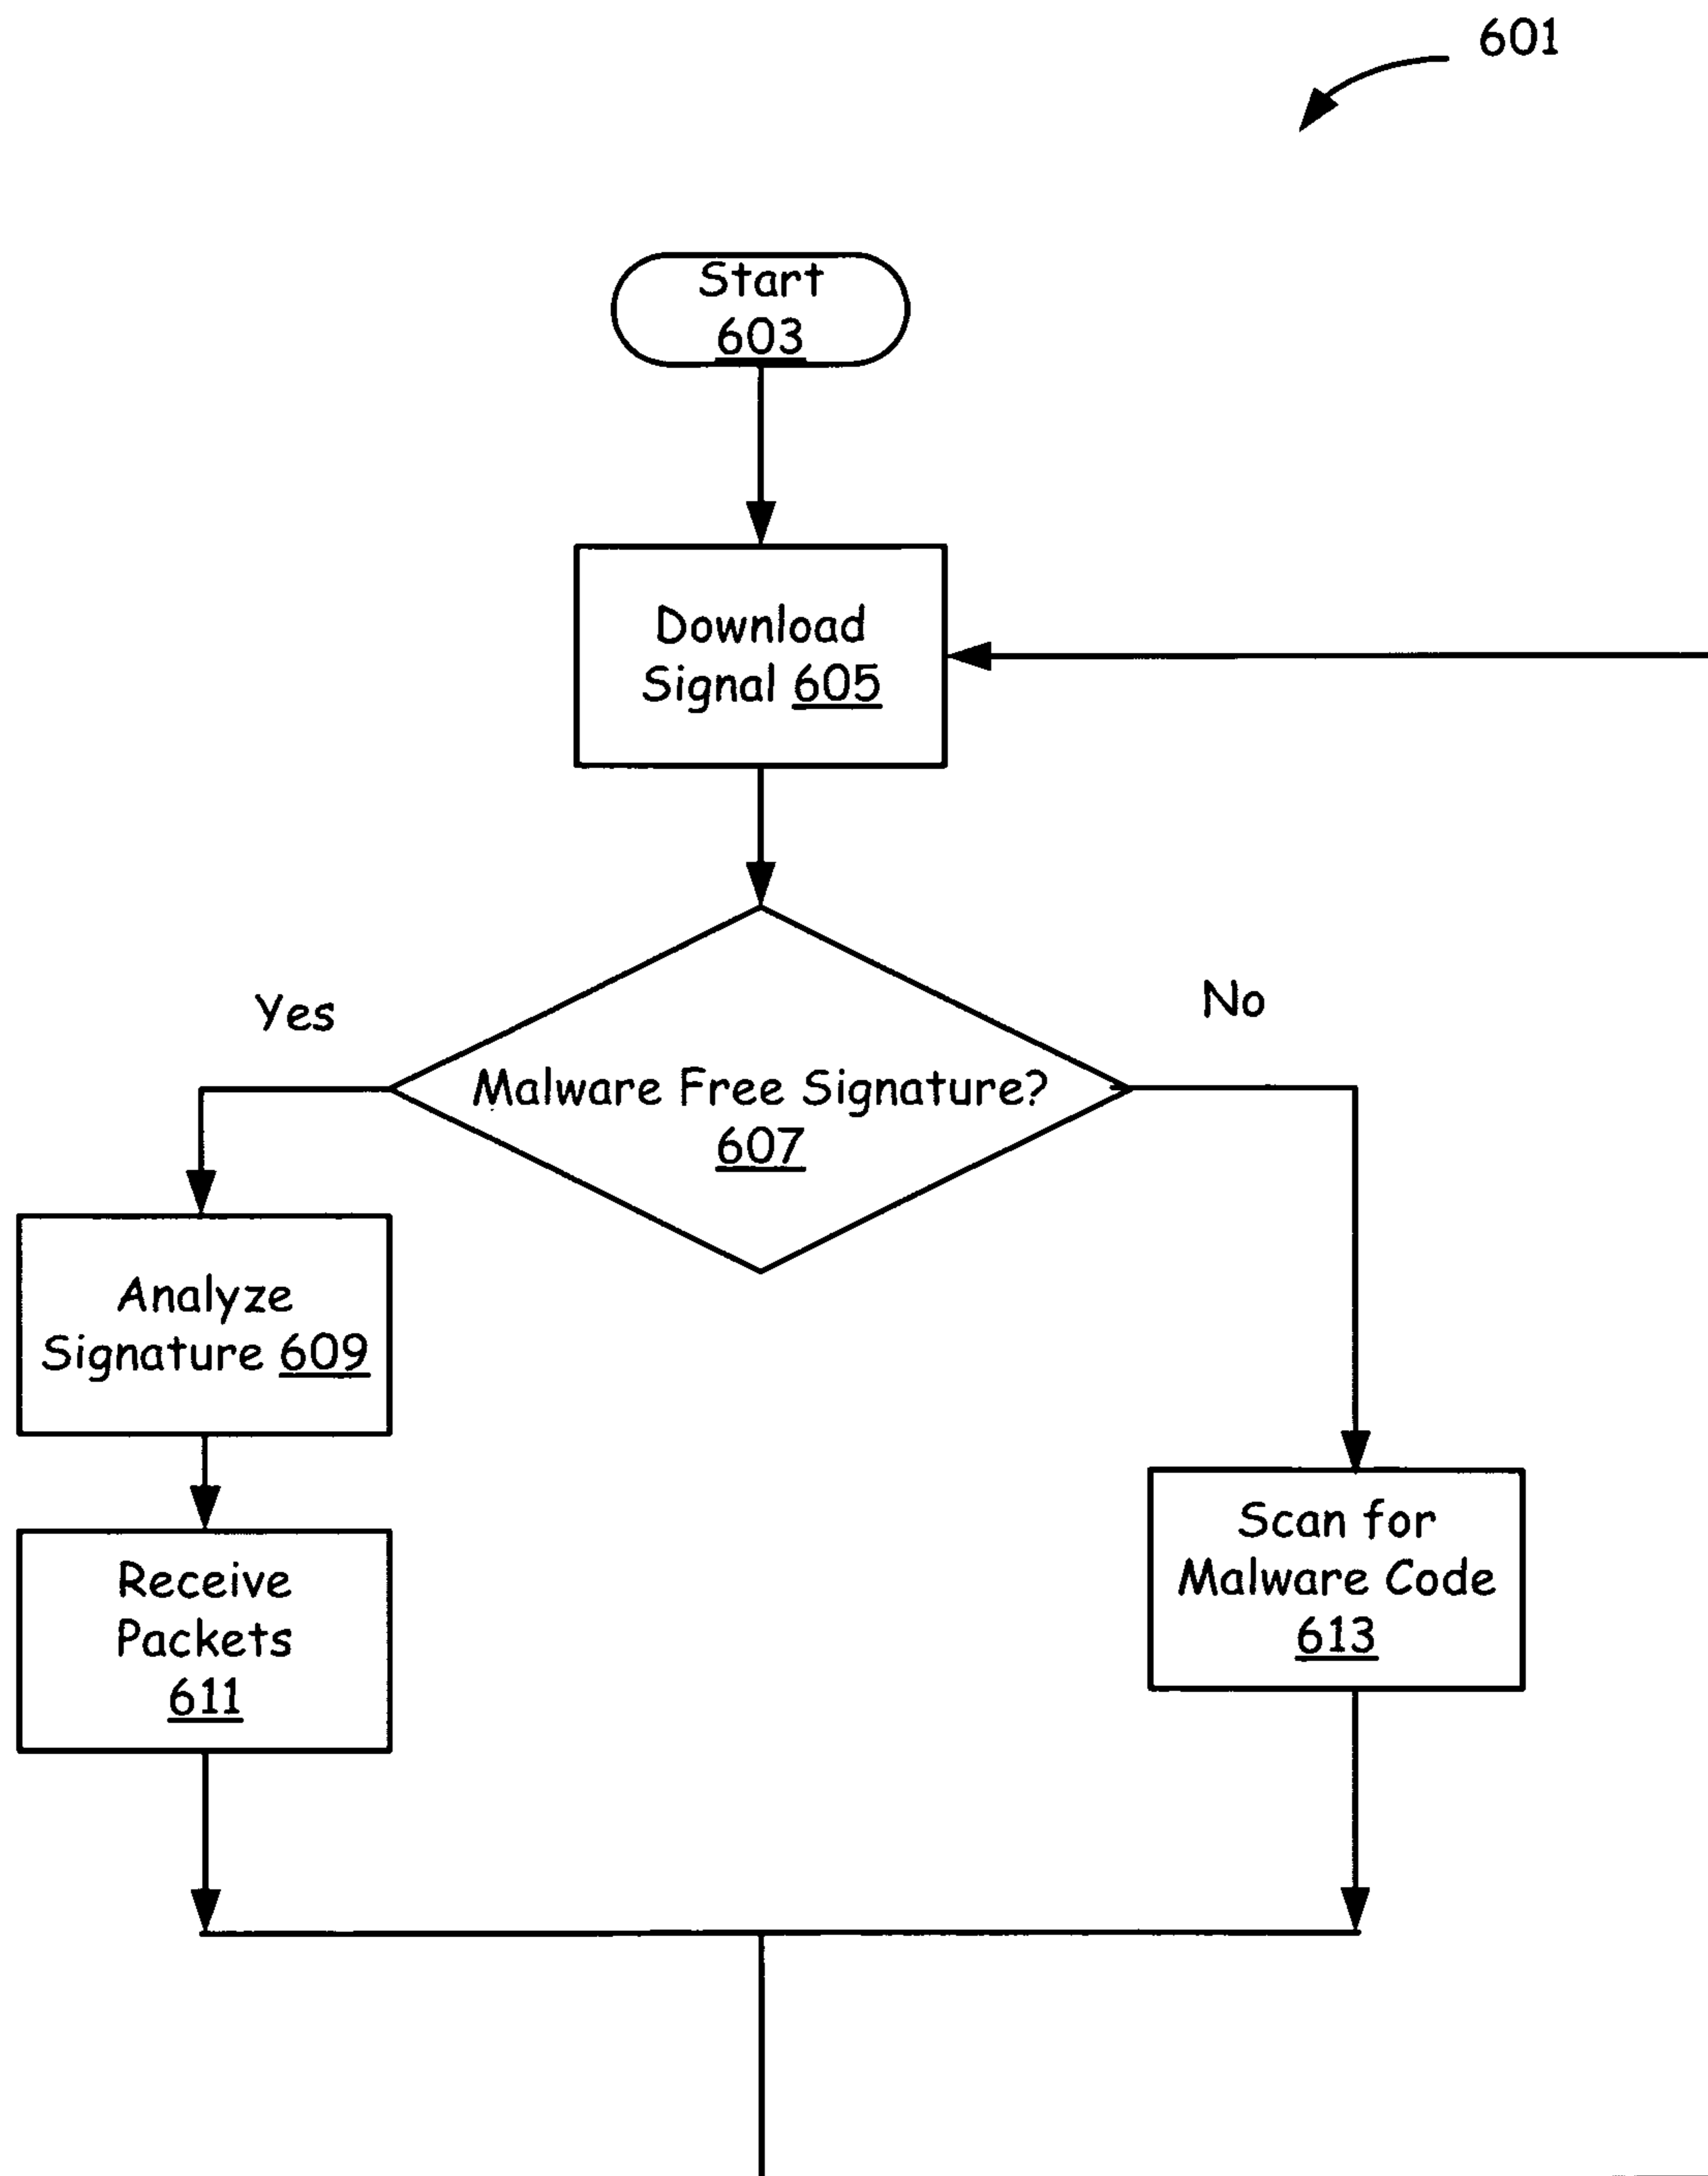 601
Start
603
Download
Signal 605
Yes
No
Malware Free Signature?
607
Analyze
Signature 609
Scan for
Malware Code
613
Receive
Packets
611